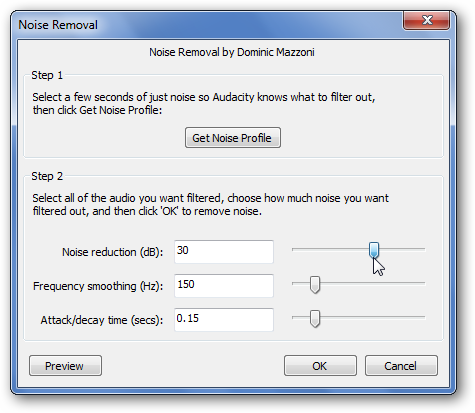 Noise Removal
Noise Removal by Dominic Mazzoni
Step 1
Select a few seconds of just noise so Audacity knows what to filter out,
then click Get Noise Profile:
Get Noise Profile
Step 2
Select all of the audio you want filtered, choose how much noise you want
filtered out, and then click 'OK' to remove noise.
Noise reduction (dB): 30
Frequency smoothing (Hz): 150
Attack/decay time (secs): 0.15
Preview OK Cancel